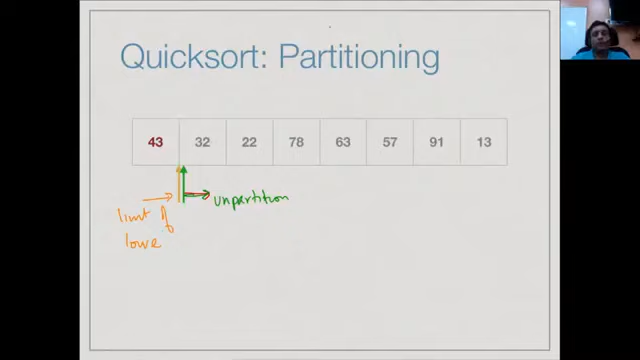 Quicksort: Partitioning
43 32 22 78 63 57 91 13
unpartition
limit of
lowe